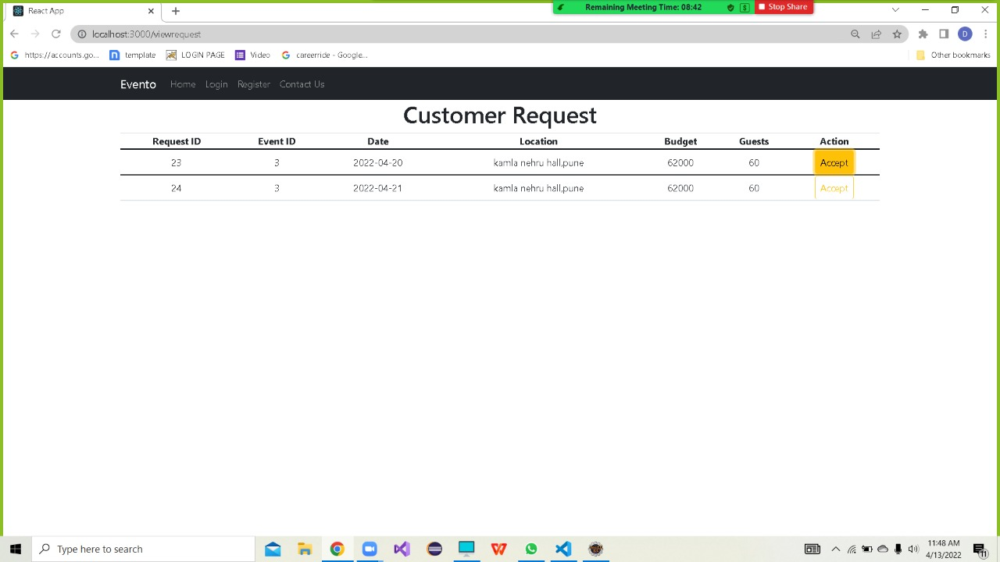 React App
Remaining Meeting Time: 08:42
Stop Share
localhost:3000/viewrequest
D
https://accounts.go...
template
LOGIN PAGE
Video
careerride - Google...
Other bookmarks
Evento
Home
Login
Register
Contact Us
Customer Request
Request ID Event ID Date Location Budget Guests Action
23 3 2022-04-20 kamla nehru hall,pune 62000 60 Accept
24 3 2022-04-21 kamla nehru hall,pune 62000 60 Accept
Type here to search
11:48 AM
4/13/2022
11